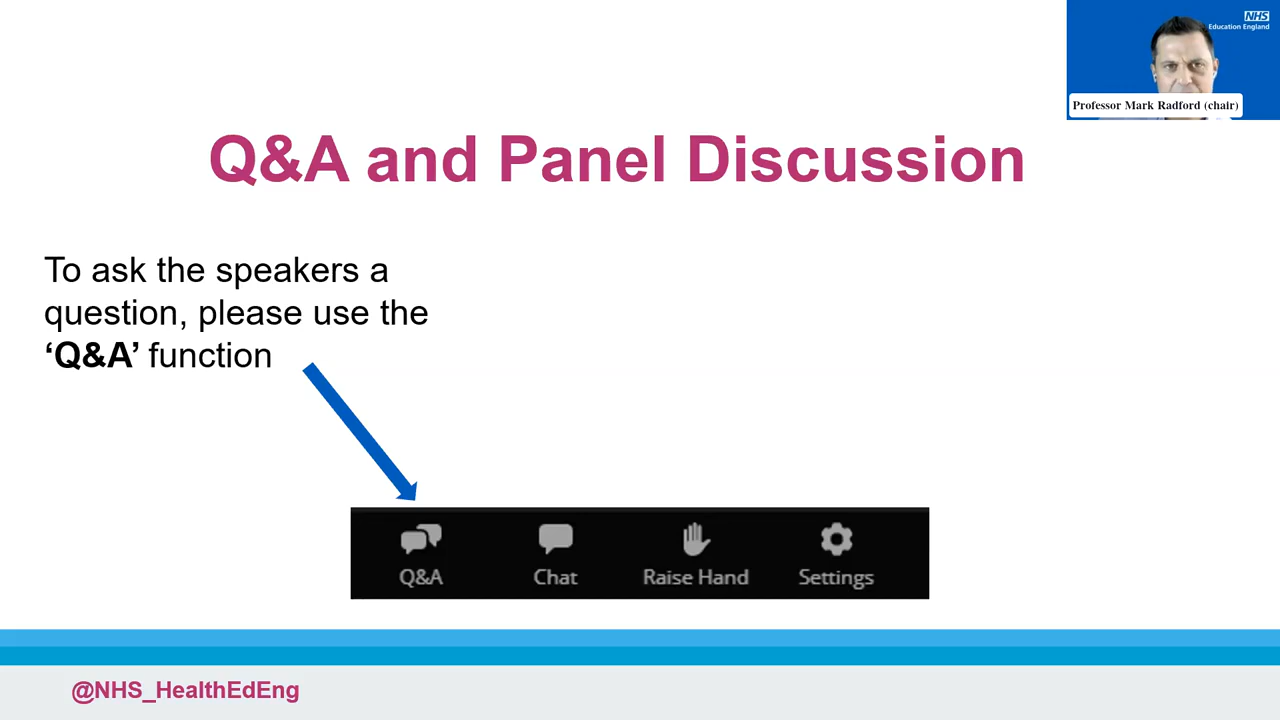 NHS
Education England
Professor Mark Radford (chair)
Q&A and Panel Discussion
To ask the speakers a
question, please use the
‘Q&A’ function
Q&A
Chat
Raise Hand
Settings
@NHS_HealthEdEng